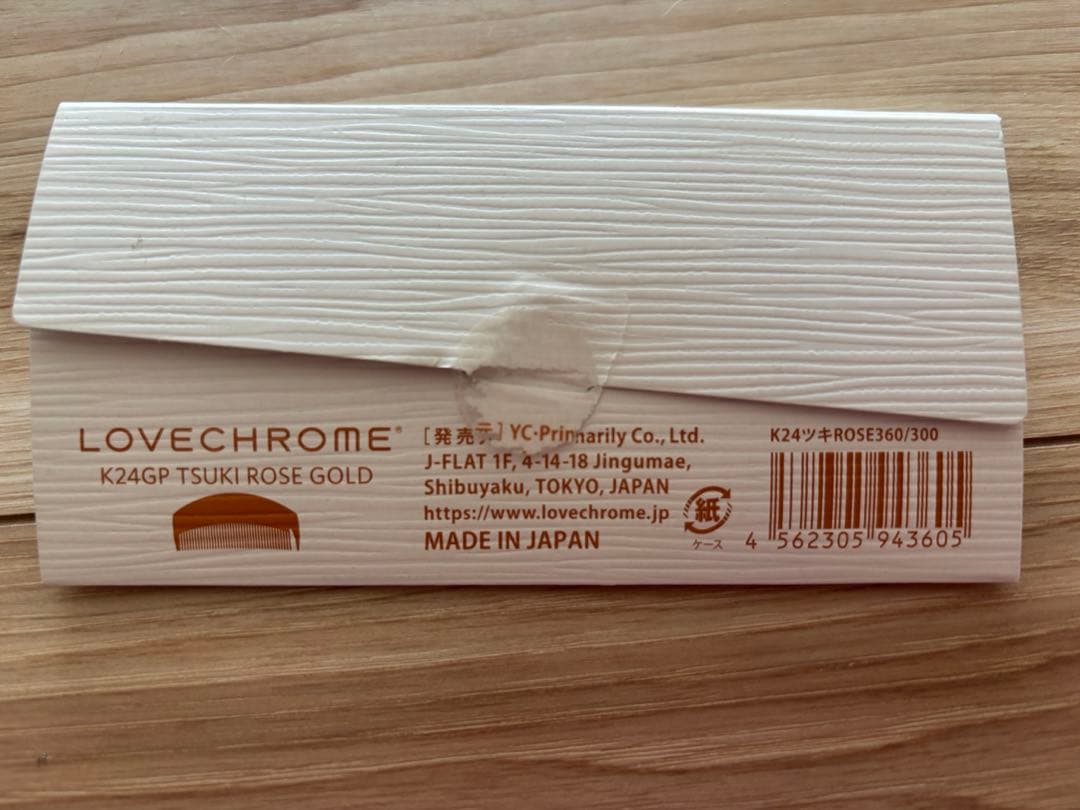 LOVECHROME®
K24GP TSUKI ROSE GOLD
[発売元] YC·Primarily Co., Ltd.
J-FLAT 1F, 4-14-18 Jingumae,
Shibuyaku, TOKYO, JAPAN
https://www.lovechrome.jp
MADE IN JAPAN
紙
ケース
K24ツキROSE360/300
4 562305 943605